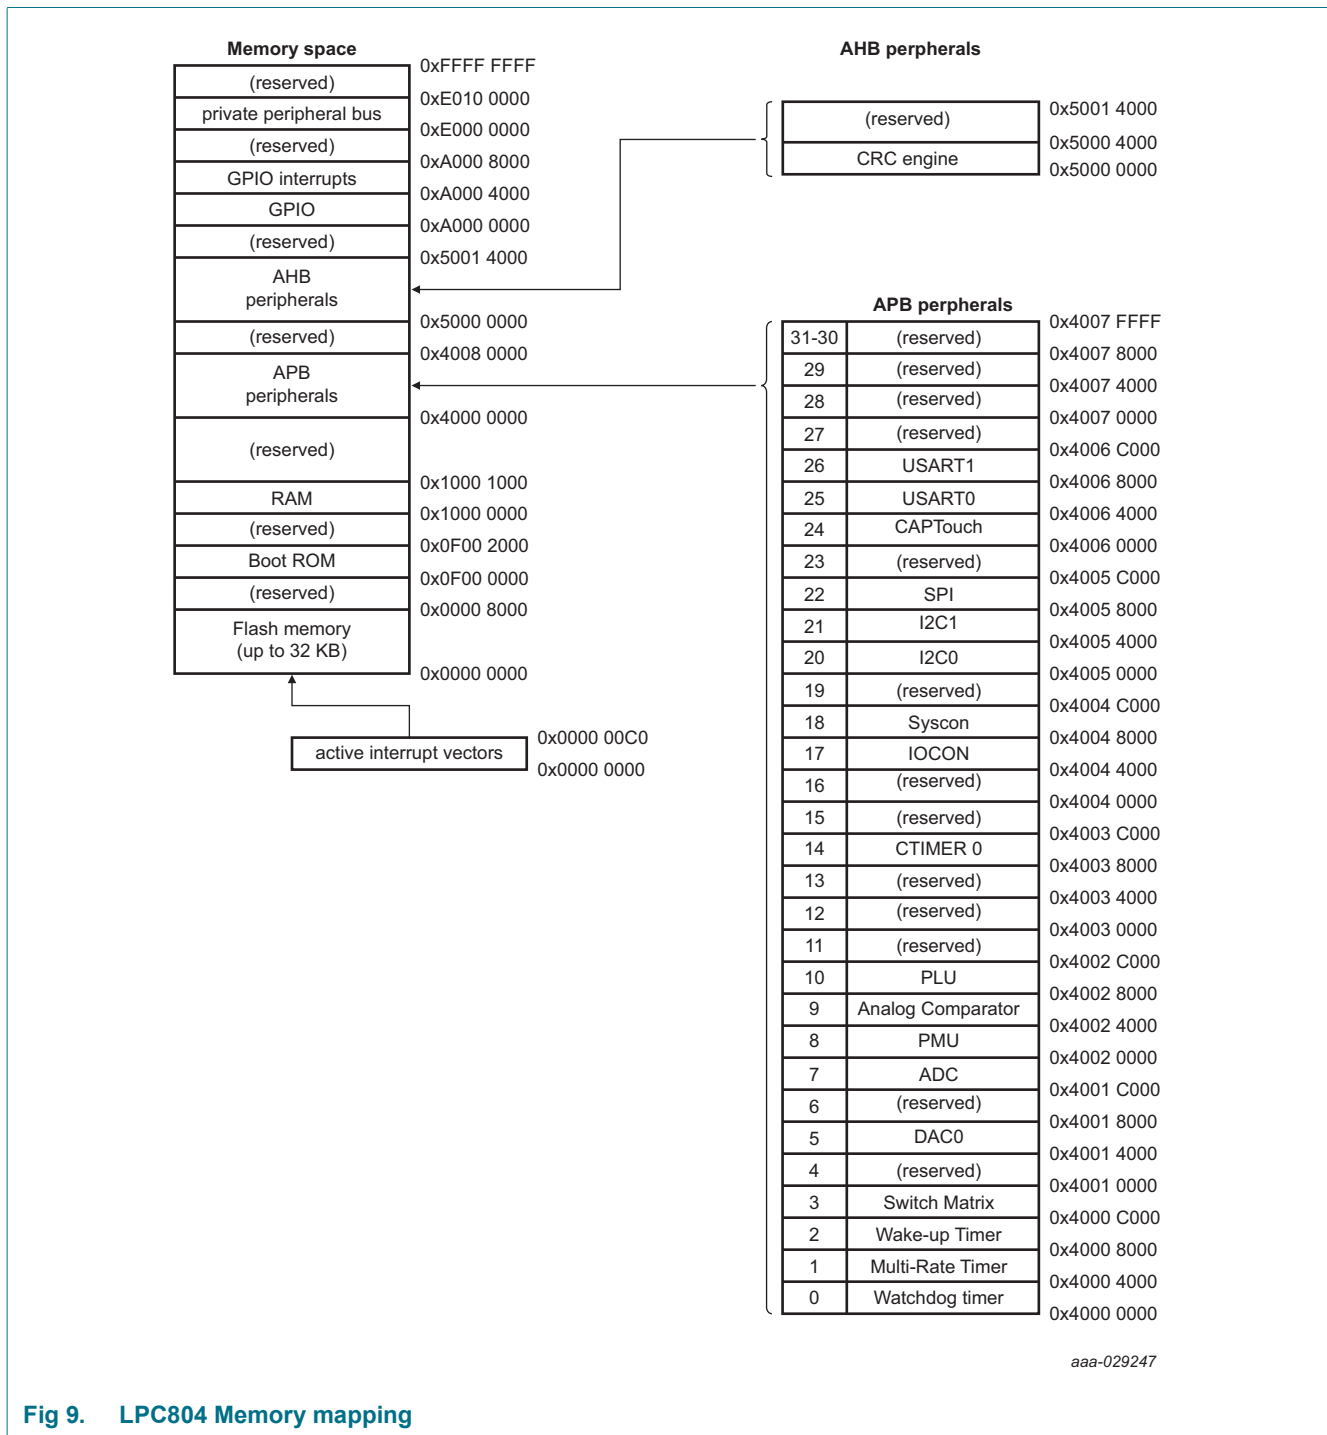 Memory space
0xFFFF FFFF
(reserved)
0xE010 0000
private peripheral bus
0xE000 0000
(reserved)
0xA000 8000
GPIO interrupts
0xA000 4000
GPIO
0xA000 0000
(reserved)
0x5001 4000
AHB
peripherals
0x5000 0000
(reserved)
0x4008 0000
APB
peripherals
0x4000 0000
(reserved)
0x1000 1000
RAM
0x1000 0000
(reserved)
0x0F00 2000
Boot ROM
0x0F00 0000
(reserved)
0x0000 8000
Flash memory
(up to 32 KB)
0x0000 0000
0x0000 00C0
active interrupt vectors
0x0000 0000
AHB perpherals
0x5001 4000
(reserved)
0x5000 4000
CRC engine
0x5000 0000
APB perpherals
0x4007 FFFF
31-30 (reserved)
0x4007 8000
29 (reserved)
0x4007 4000
28 (reserved)
0x4007 0000
27 (reserved)
0x4006 C000
26 USART1
0x4006 8000
25 USART0
0x4006 4000
24 CAPTouch
0x4006 0000
23 (reserved)
0x4005 C000
22 SPI
0x4005 8000
21 I2C1
0x4005 4000
20 I2C0
0x4005 0000
19 (reserved)
0x4004 C000
18 Syscon
0x4004 8000
17 IOCON
0x4004 4000
16 (reserved)
0x4004 0000
15 (reserved)
0x4003 C000
14 CTIMER 0
0x4003 8000
13 (reserved)
0x4003 4000
12 (reserved)
0x4003 0000
11 (reserved)
0x4002 C000
10 PLU
0x4002 8000
9 Analog Comparator
0x4002 4000
8 PMU
0x4002 0000
7 ADC
0x4001 C000
6 (reserved)
0x4001 8000
5 DAC0
0x4001 4000
4 (reserved)
0x4001 0000
3 Switch Matrix
0x4000 C000
2 Wake-up Timer
0x4000 8000
1 Multi-Rate Timer
0x4000 4000
0 Watchdog timer
0x4000 0000
aaa-029247
Fig 9. LPC804 Memory mapping